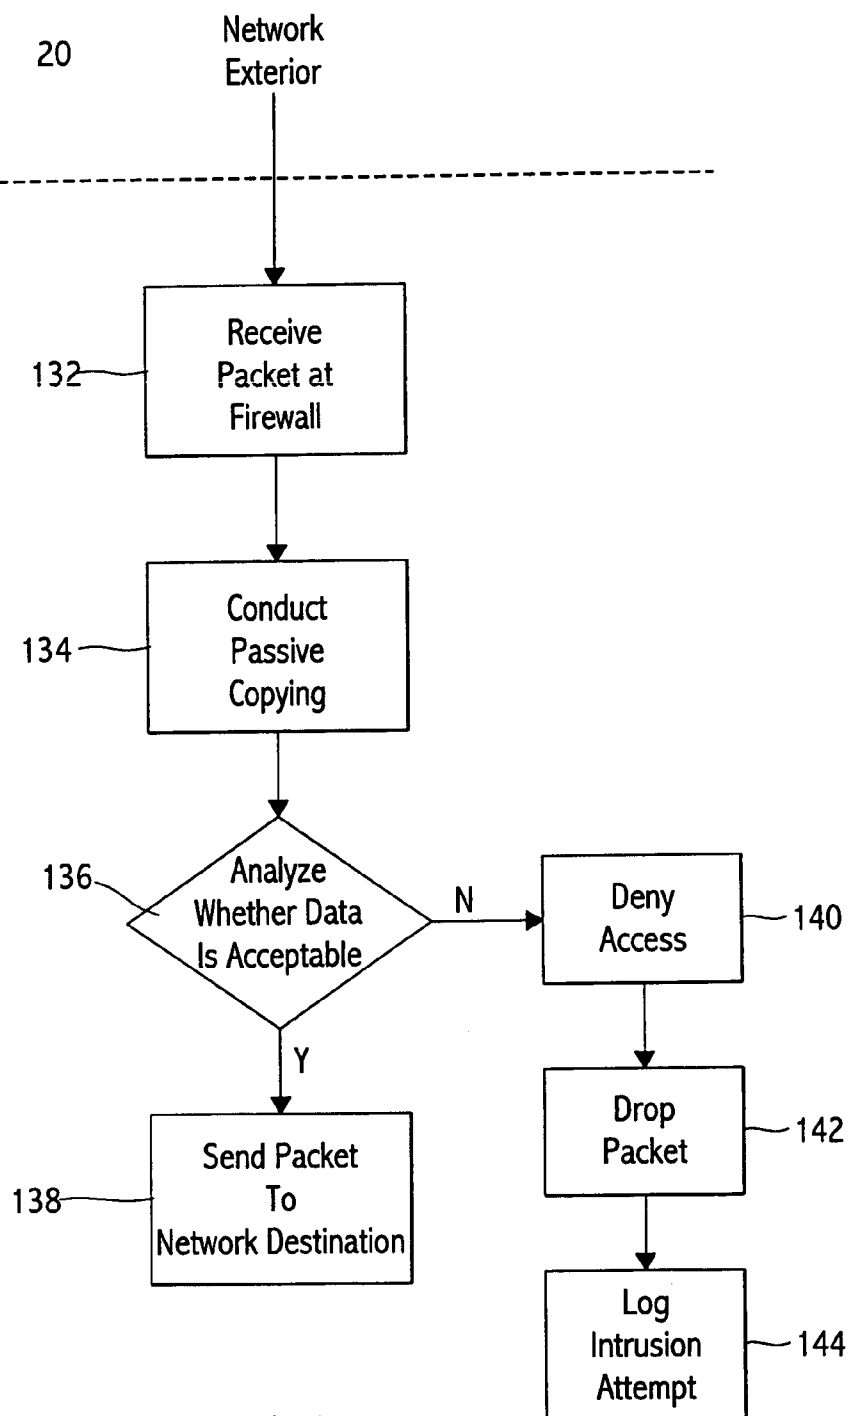 20
Network
Exterior
132
Receive
Packet at
Firewall
134
Conduct
Passive
Copying
136
Analyze
Whether Data
Is Acceptable
N
Deny
Access
140
Y
Drop
Packet
142
138
Send Packet
To
Network Destination
Log
Intrusion
Attempt
144